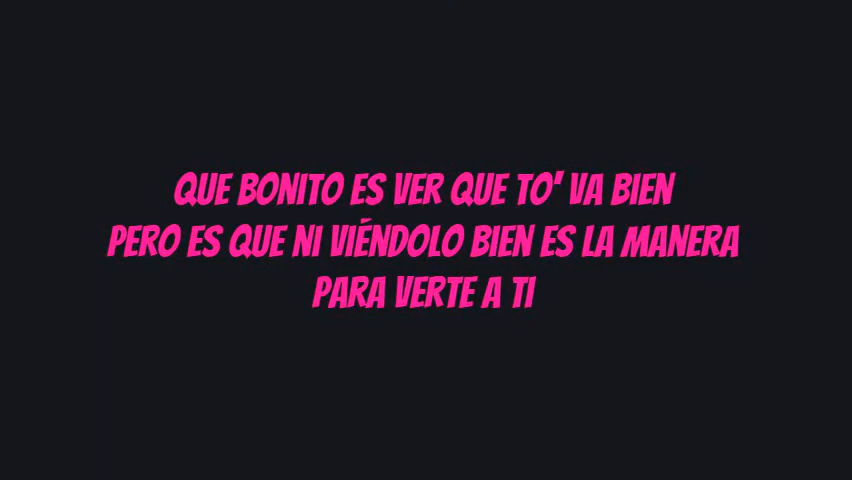 QUE BONITO ES VER QUE TO' VA BIEN
PERO ES QUE NI VIÉNDOLO BIEN ES LA MANERA
PARA VERTE A TI